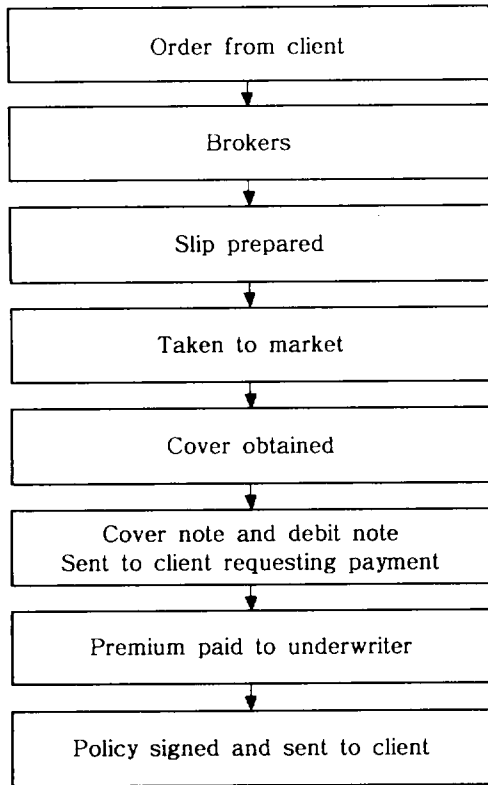 Order from client
Brokers
Slip prepared
Taken to market
Cover obtained
Cover note and debit note
Sent to client requesting payment
Premium paid to underwriter
Policy signed and sent to client